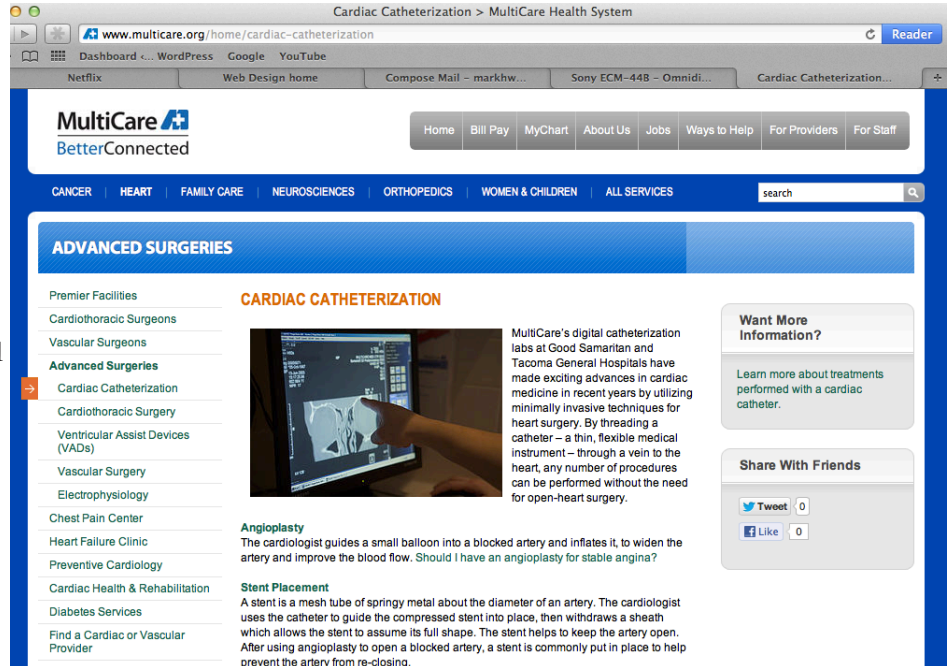 Cardiac Catheterization > MultiCare Health System
www.multicare.org/home/cardiac-catheterization
Reader
Dashboard ‹... WordPress Google YouTube
Netflix Web Design home Compose Mail – markhw... Sony ECM–44B – Omnidi... Cardiac Catheterization...
MultiCare
BetterConnected
Home Bill Pay MyChart About Us Jobs Ways to Help For Providers For Staff
CANCER | HEART | FAMILY CARE | NEUROSCIENCES | ORTHOPEDICS | WOMEN & CHILDREN | ALL SERVICES
search
ADVANCED SURGERIES
Premier Facilities
Cardiothoracic Surgeons
Vascular Surgeons
Advanced Surgeries
Cardiac Catheterization
Cardiothoracic Surgery
Ventricular Assist Devices
(VADs)
Vascular Surgery
Electrophysiology
Chest Pain Center
Heart Failure Clinic
Preventive Cardiology
Cardiac Health & Rehabilitation
Diabetes Services
Find a Cardiac or Vascular
Provider
CARDIAC CATHETERIZATION
MultiCare's digital catheterization
labs at Good Samaritan and
Tacoma General Hospitals have
made exciting advances in cardiac
medicine in recent years by utilizing
minimally invasive techniques for
heart surgery. By threading a
catheter – a thin, flexible medical
instrument – through a vein to the
heart, any number of procedures
can be performed without the need
for open-heart surgery.
Angioplasty
The cardiologist guides a small balloon into a blocked artery and inflates it, to widen the
artery and improve the blood flow. Should I have an angioplasty for stable angina?
Stent Placement
A stent is a mesh tube of springy metal about the diameter of an artery. The cardiologist
uses the catheter to guide the compressed stent into place, then withdraws a sheath
which allows the stent to assume its full shape. The stent helps to keep the artery open.
After using angioplasty to open a blocked artery, a stent is commonly put in place to help
prevent the artery from re-closing.
Want More
Information?
Learn more about treatments
performed with a cardiac
catheter.
Share With Friends
Tweet 0
Like 0